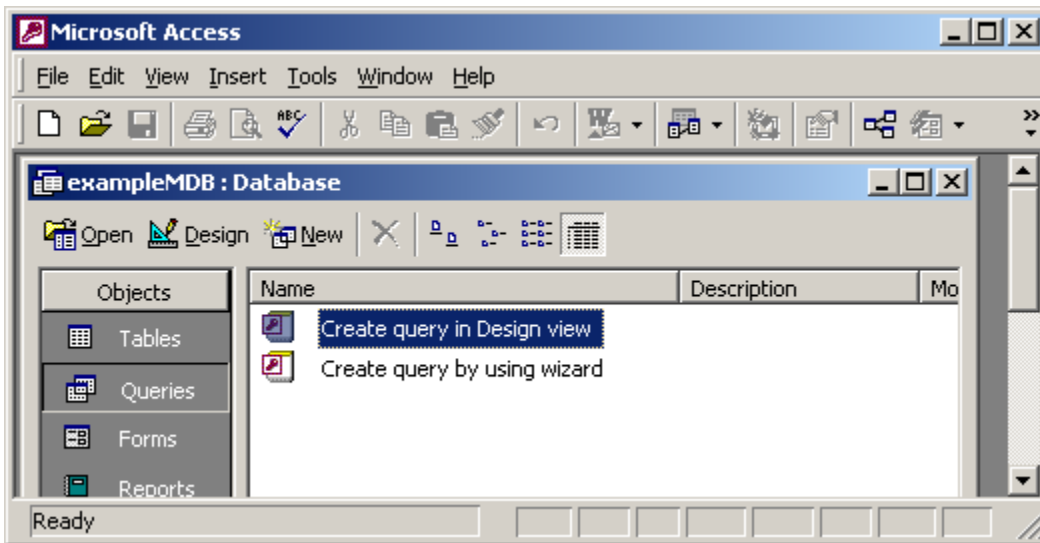 Microsoft Access
File Edit View Insert Tools Window Help
ABC W
exampleMDB : Database
Open Design New
Objects Name Description Mo
Tables Create query in Design view
Queries Create query by using wizard
Forms
Reports
Ready